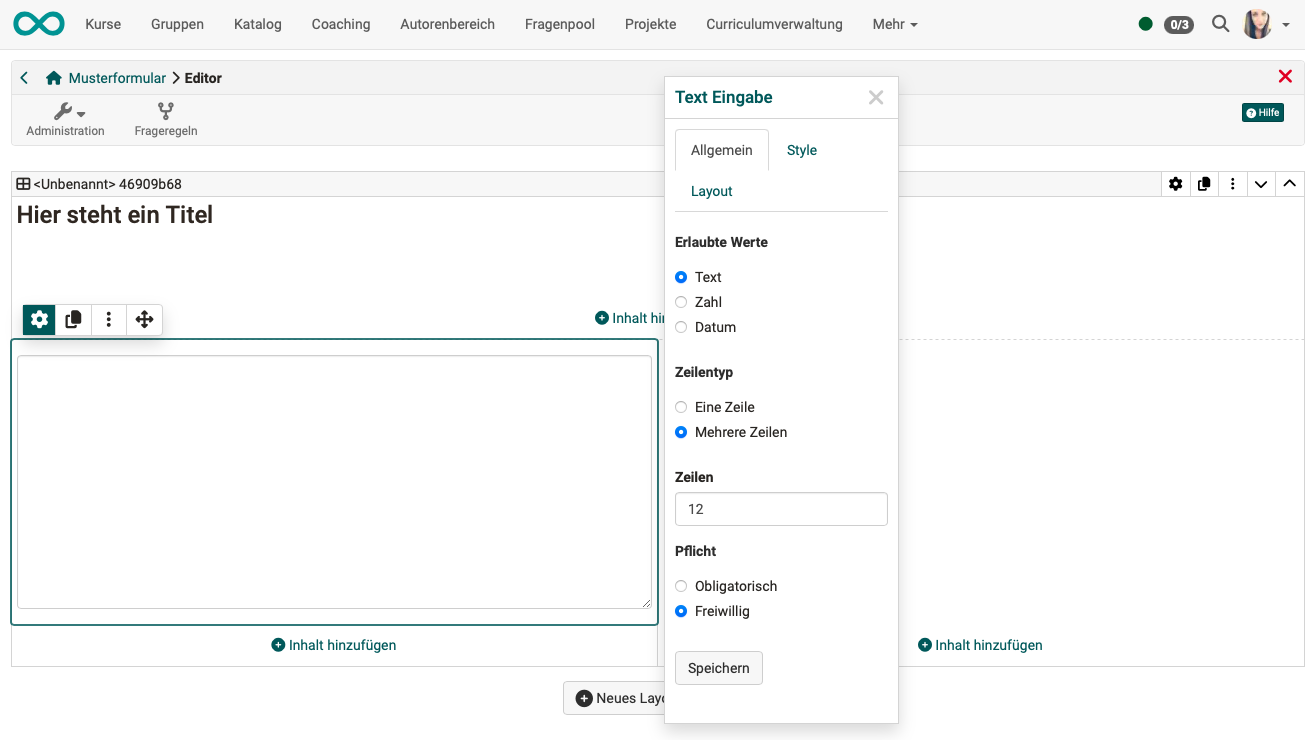 Kurse Gruppen Katalog Coaching Autorenbereich Fragenpool Projekte Curriculumverwaltung Mehr 0/3
Musterformular Editor
Administration Frageregeln
Hilfe
<Unbenannt> 46909b68
Hier steht ein Titel
Inhalt hi
Inhalt hinzufügen
Inhalt hinzufügen
Neues Layo
Text Eingabe
Allgemein Style
Layout
Erlaubte Werte
Text
Zahl
Datum
Zeilentyp
Eine Zeile
Mehrere Zeilen
Zeilen
12
Pflicht
Obligatorisch
Freiwillig
Speichern